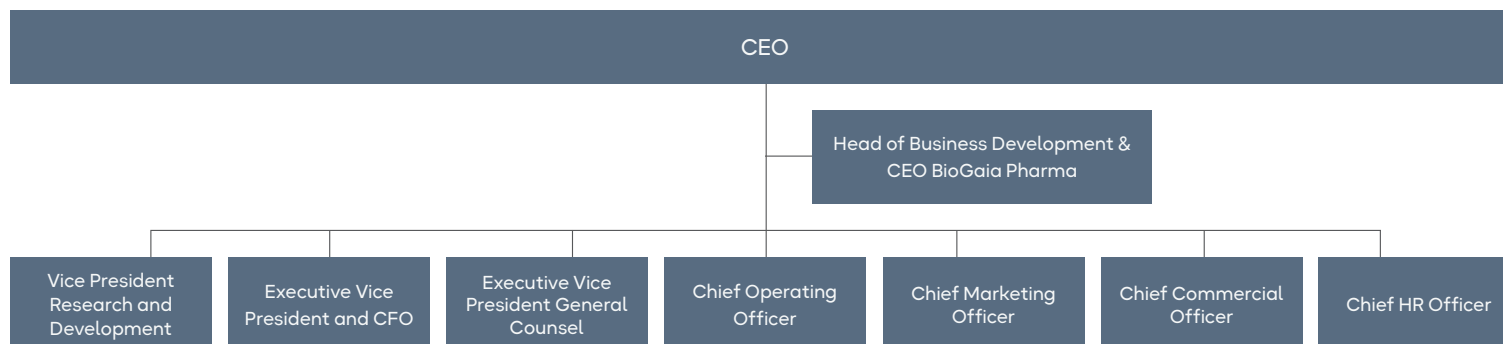 CEO
Head of Business Development &
CEO BioGaia Pharma
Vice President
Research and
Development
Executive Vice
President and CFO
Executive Vice
President General
Counsel
Chief Operating
Officer
Chief Marketing
Officer
Chief Commercial
Officer
Chief HR Officer